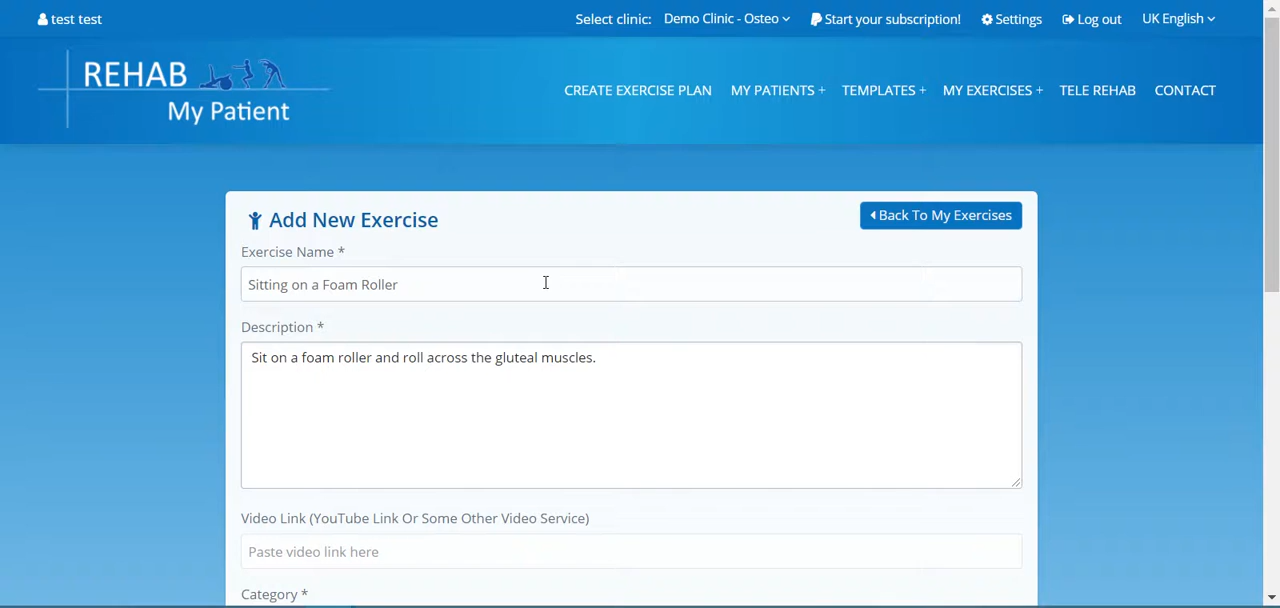 test test
Select clinic: Demo Clinic - Osteo Start your subscription! Settings Log out UK English
REHAB
My Patient
CREATE EXERCISE PLAN MY PATIENTS + TEMPLATES + MY EXERCISES + TELE REHAB CONTACT
Add New Exercise
Back To My Exercises
Exercise Name *
Sitting on a Foam Roller
Description *
Sit on a foam roller and roll across the gluteal muscles.
Video Link (YouTube Link Or Some Other Video Service)
Paste video link here
Category *